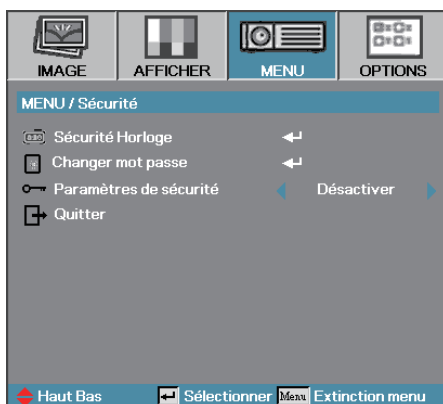 IMAGE AFFICHER MENU OPTIONS
MENU / Sécurité
Sécurité Horloge
Changer mot passe
Paramètres de sécurité Désactiver
Quitter
Haut Bas Sélectionner Menu Extinction menu